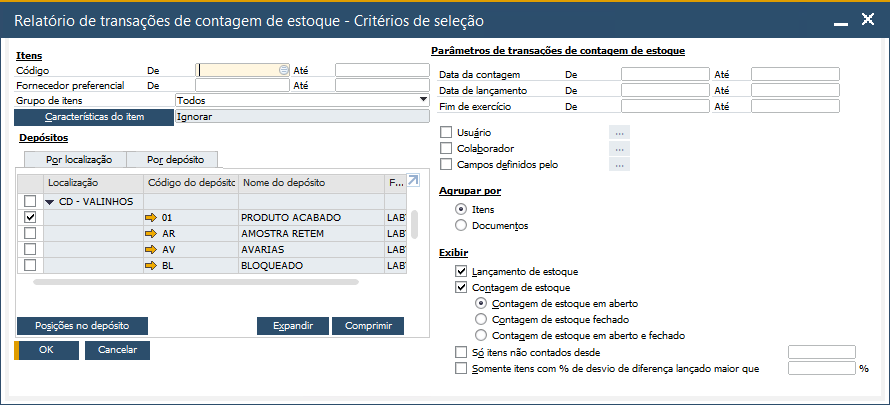 Relatório de transações de contagem de estoque - Critérios de seleção
Itens
Código De Até
Fornecedor preferencial De Até
Grupo de itens Todos
Características do item Ignorar
Depósitos
Por localização Por depósito
Localização Código do depósito Nome do depósito F...
CD - VALINHOS
01 PRODUTO ACABADO LAB
AR AMOSTRA RETEM LAB
AV AVARIAS LAB
BL BLOQUEADO LAB
Posições no depósito Expandir Comprimir
OK Cancelar
Parâmetros de transações de contagem de estoque
Data da contagem De Até
Data de lançamento De Até
Fim de exercício De Até
Usuário ...
Colaborador ...
Campos definidos pelo ...
Agrupar por
Itens
Documentos
Exibir
Lançamento de estoque
Contagem de estoque
Contagem de estoque em aberto
Contagem de estoque fechado
Contagem de estoque em aberto e fechado
Só itens não contados desde
Somente itens com % de desvio de diferença lançado maior que %